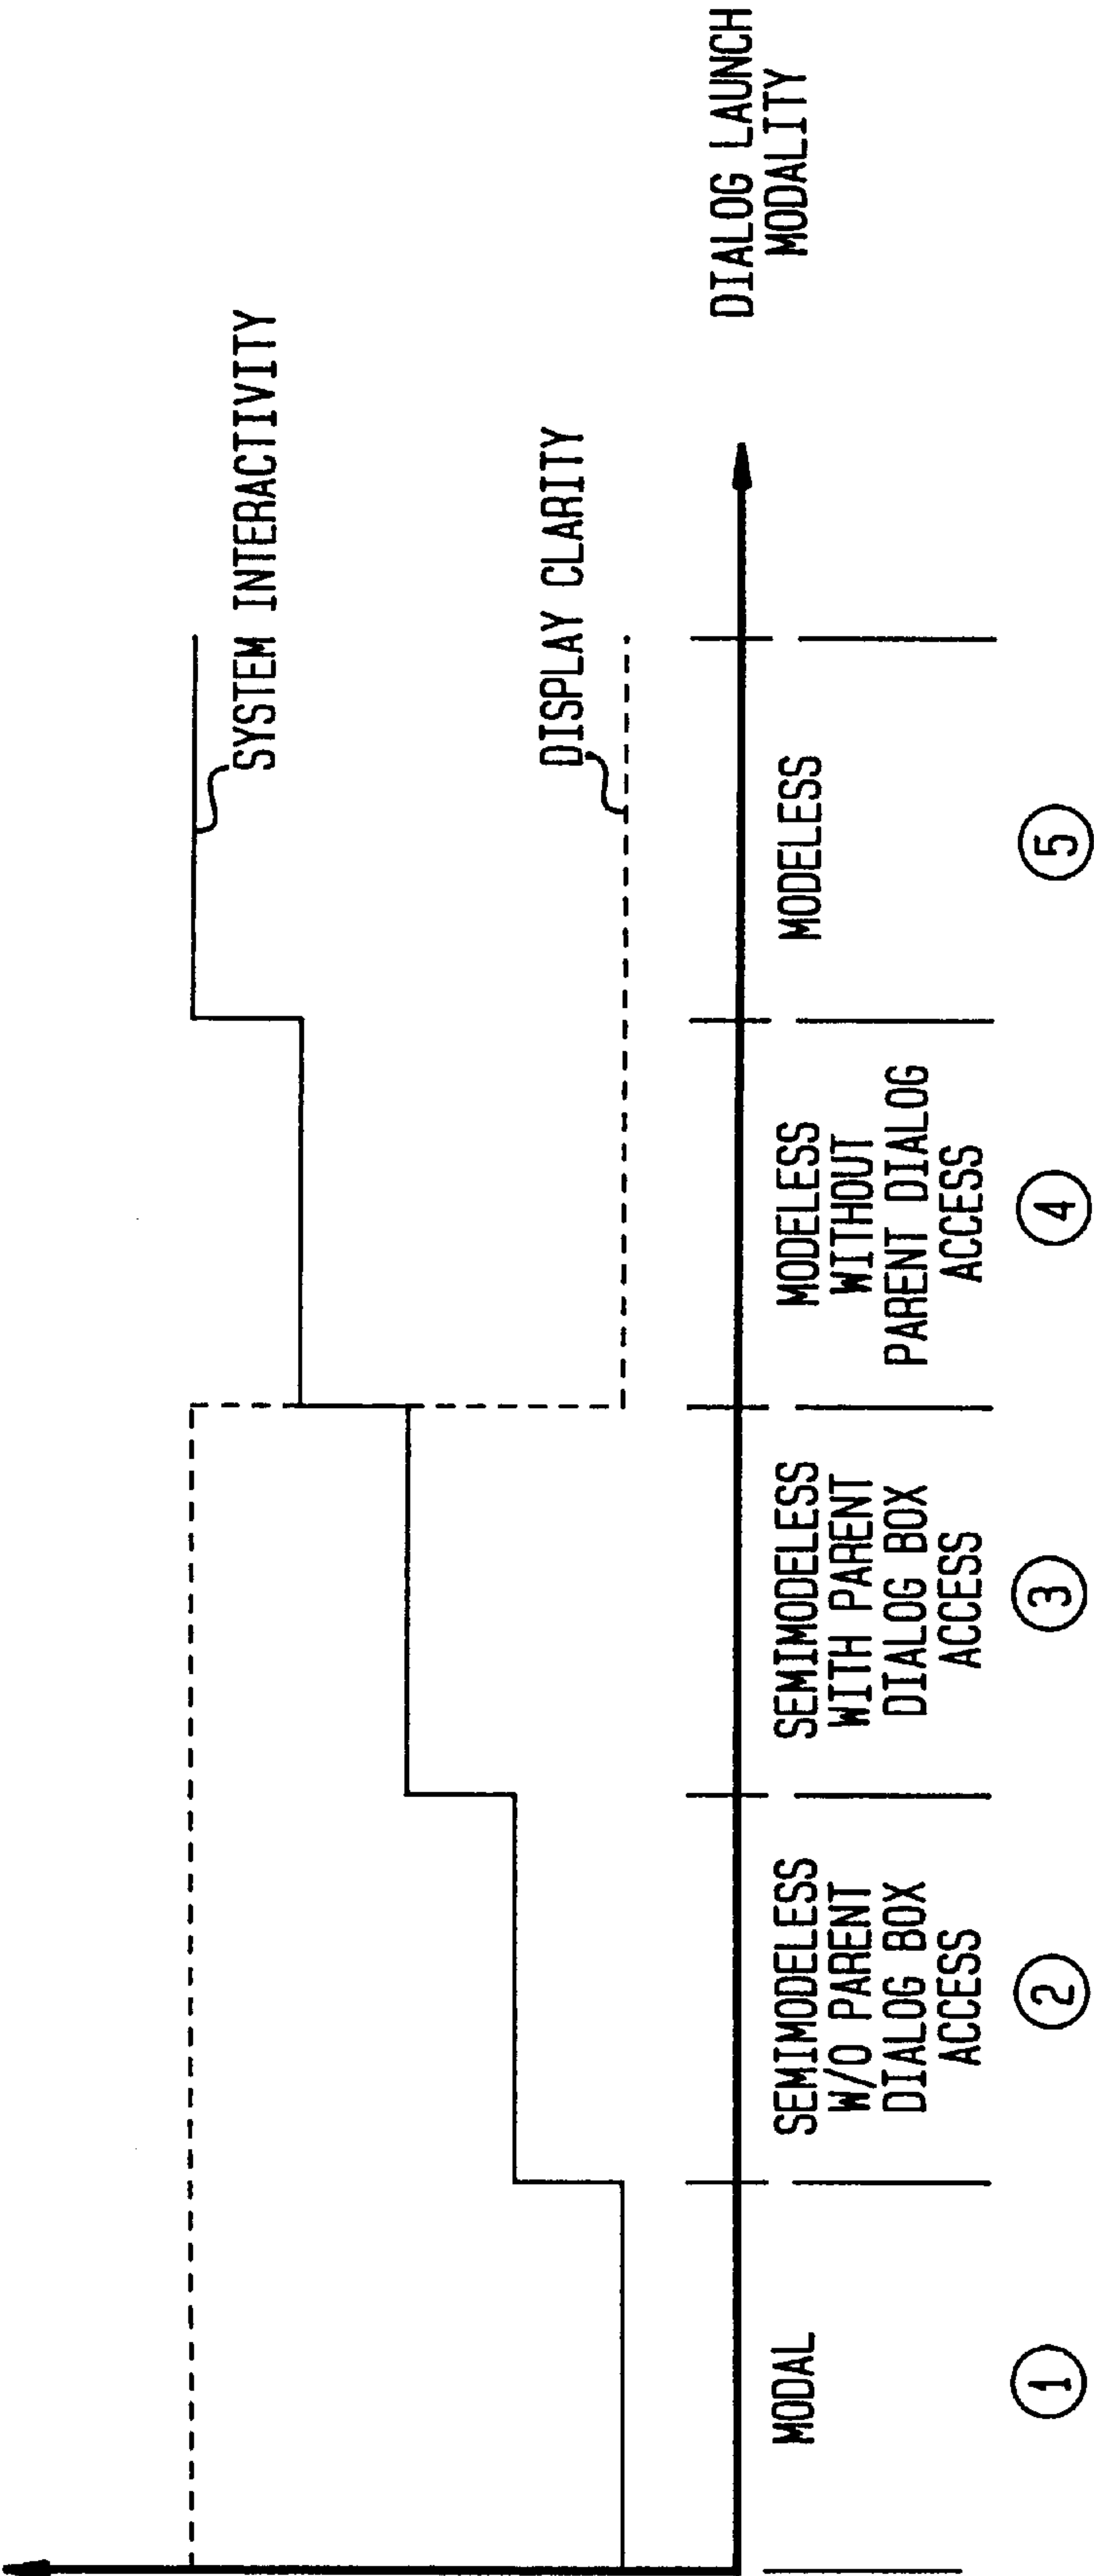 SYSTEM INTERACTIVITY
DISPLAY CLARITY
DIALOG LAUNCH
MODALITY
MODAL
SEMIMODELESS
W/O PARENT
DIALOG BOX
ACCESS
SEMIMODELESS
WITH PARENT
DIALOG BOX
ACCESS
MODELESS
WITHOUT
PARENT DIALOG
ACCESS
MODELESS
1
2
3
4
5